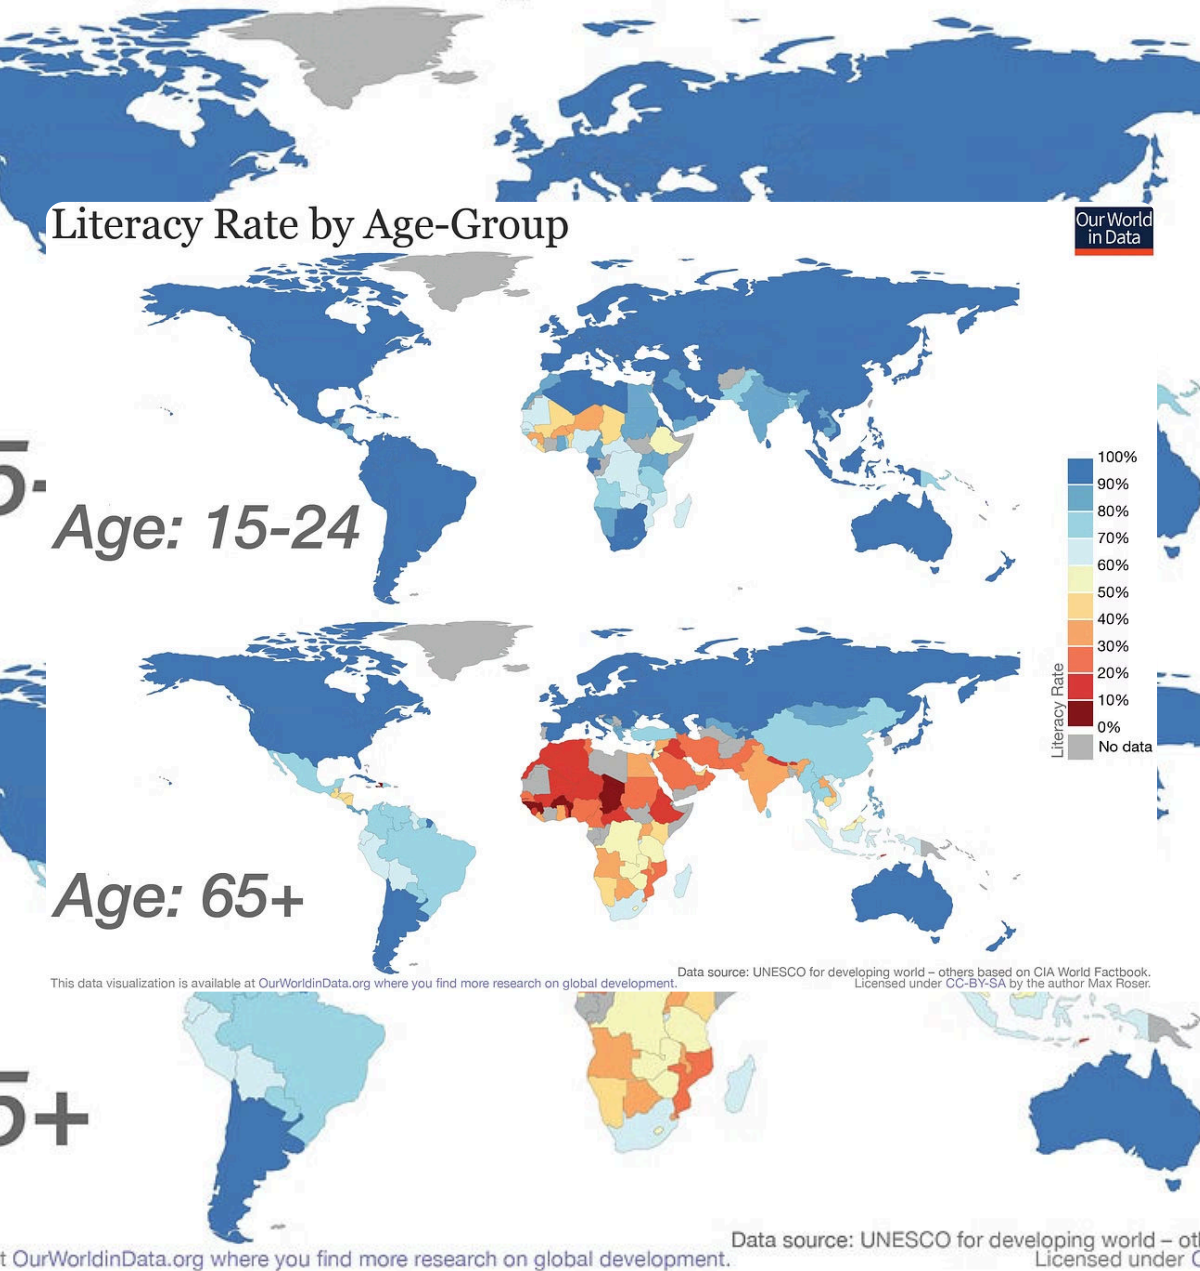 Literacy Rate by Age-Group
Our World
in Data
5-
Age: 15-24
100%
90%
80%
70%
60%
50%
40%
30%
20%
10%
0%
No data
Literacy Rate
Age: 65+
Data source: UNESCO for developing world – others based on CIA World Factbook.
This data visualization is available at OurWorldinData.org where you find more research on global development.
Licensed under CC-BY-SA by the author Max Roser.
5+
Data source: UNESCO for developing world – ot
t OurWorldinData.org where you find more research on global development.
Licensed under C